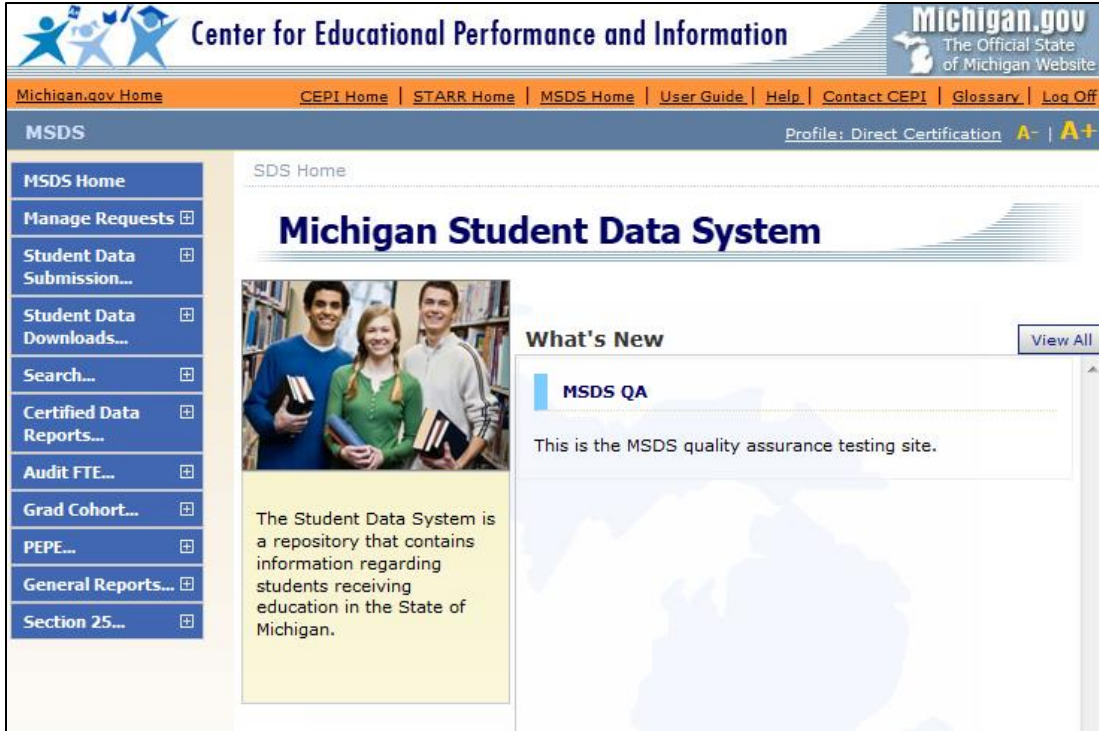 Center for Educational Performance and Information
Michigan.gov
The Official State
of Michigan Website
Michigan.gov Home
CEPI Home | STARR Home | MSDS Home | User Guide | Help | Contact CEPI | Glossary | Log Off
MSDS
Profile: Direct Certification A- | A+
MSDS Home
Manage Requests
Student Data
Submission...
Student Data
Downloads...
Search...
Certified Data
Reports...
Audit FTE...
Grad Cohort...
PEPE...
General Reports...
Section 25...
SDS Home
Michigan Student Data System
The Student Data System is
a repository that contains
information regarding
students receiving
education in the State of
Michigan.
What's New
View All
MSDS QA
This is the MSDS quality assurance testing site.